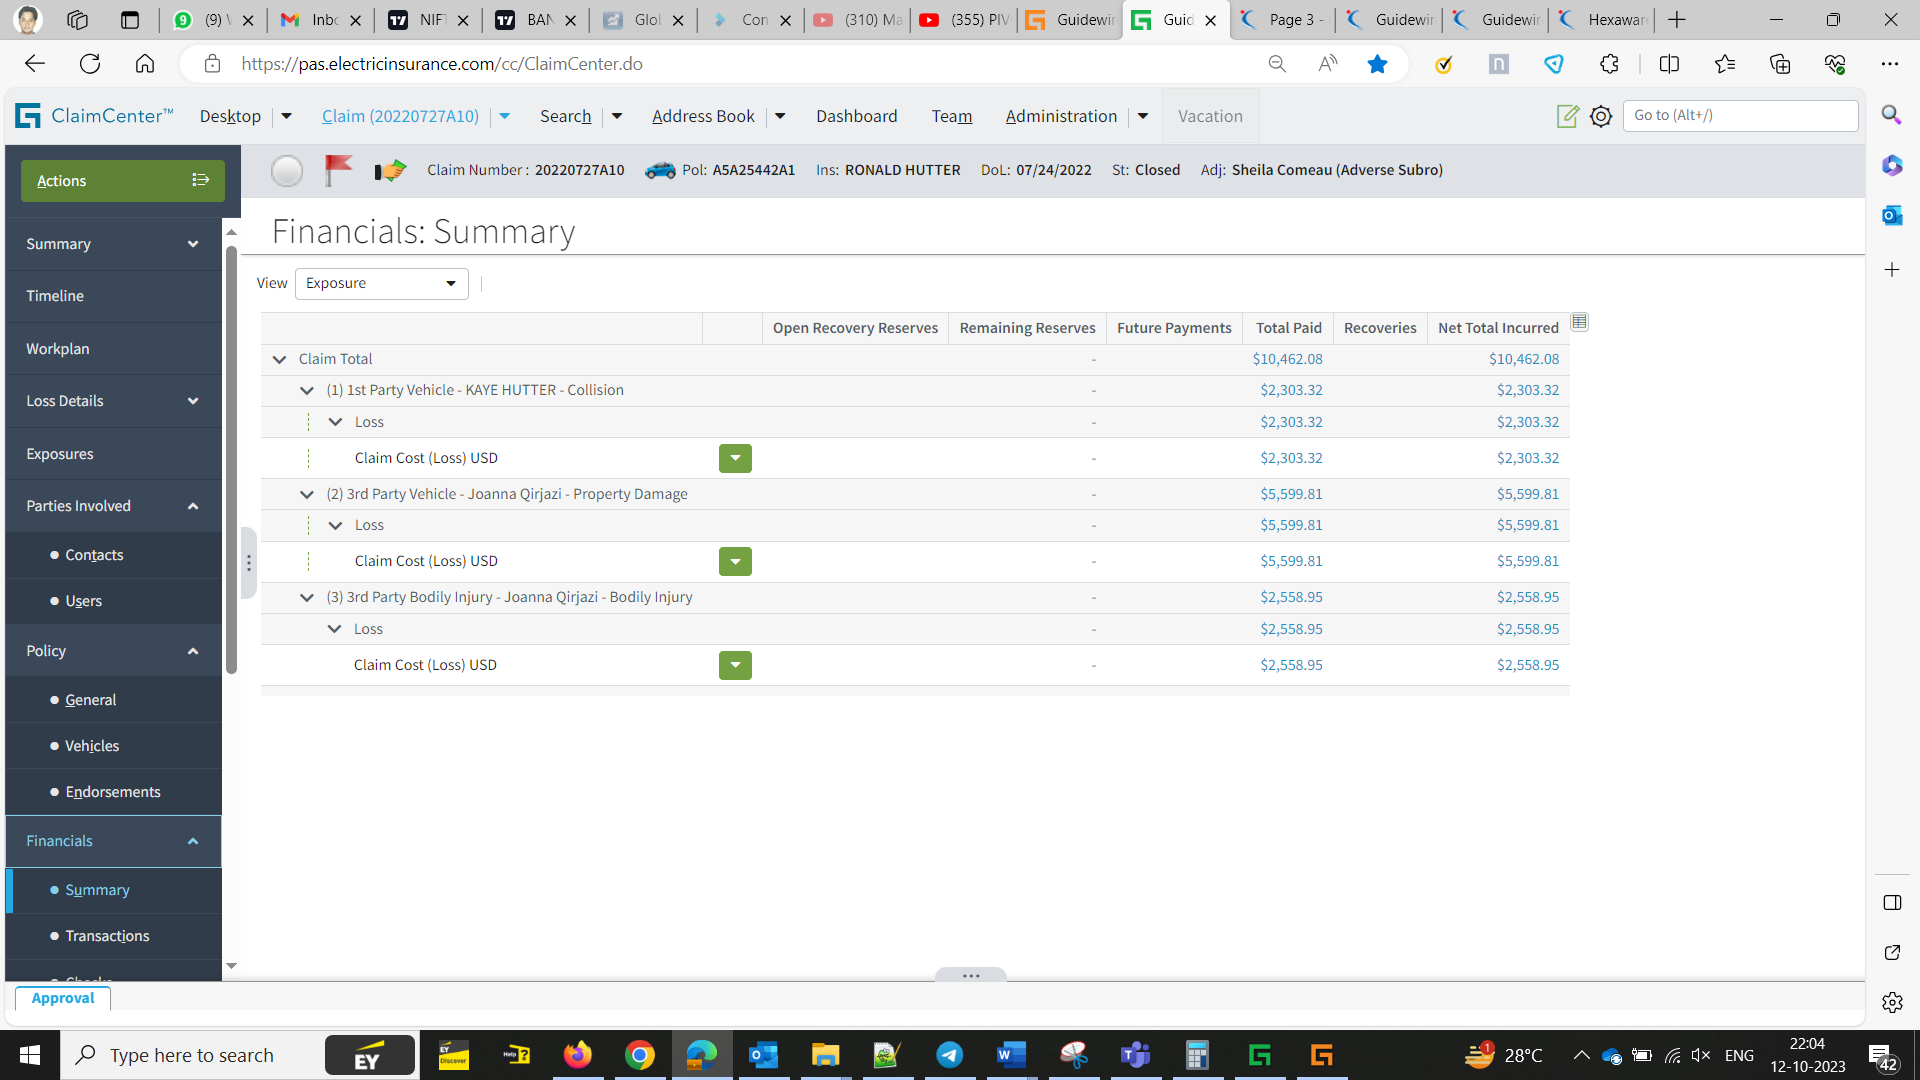 (9) W
Inbo
NIFT
BAN
Glob
Con
(310) Ma
(355) PIV
Guidewir
Guid
Page 3 -
Guidewir
Guidewir
Hexaware
https://pas.electricinsurance.com/cc/ClaimCenter.do
ClaimCenter™ Desktop Claim (20220727A10) Search Address Book Dashboard Team Administration Vacation Go to (Alt+/)
Actions
Claim Number : 20220727A10 Pol: A5A25442A1 Ins: RONALD HUTTER DoL: 07/24/2022 St: Closed Adj: Sheila Comeau (Adverse Subro)
Summary
Timeline
Workplan
Loss Details
Exposures
Parties Involved
Contacts
Users
Policy
General
Vehicles
Endorsements
Financials
Summary
Transactions
Checks
Financials: Summary
View Exposure
Open Recovery Reserves Remaining Reserves Future Payments Total Paid Recoveries Net Total Incurred
Claim Total - $10,462.08 $10,462.08
(1) 1st Party Vehicle - KAYE HUTTER - Collision - $2,303.32 $2,303.32
Loss - $2,303.32 $2,303.32
Claim Cost (Loss) USD - $2,303.32 $2,303.32
(2) 3rd Party Vehicle - Joanna Qirjazi - Property Damage - $5,599.81 $5,599.81
Loss - $5,599.81 $5,599.81
Claim Cost (Loss) USD - $5,599.81 $5,599.81
(3) 3rd Party Bodily Injury - Joanna Qirjazi - Bodily Injury - $2,558.95 $2,558.95
Loss - $2,558.95 $2,558.95
Claim Cost (Loss) USD - $2,558.95 $2,558.95
Approval
Type here to search
EY
EY Discover
Help ?
1
28°C
ENG
22:04
12-10-2023
42